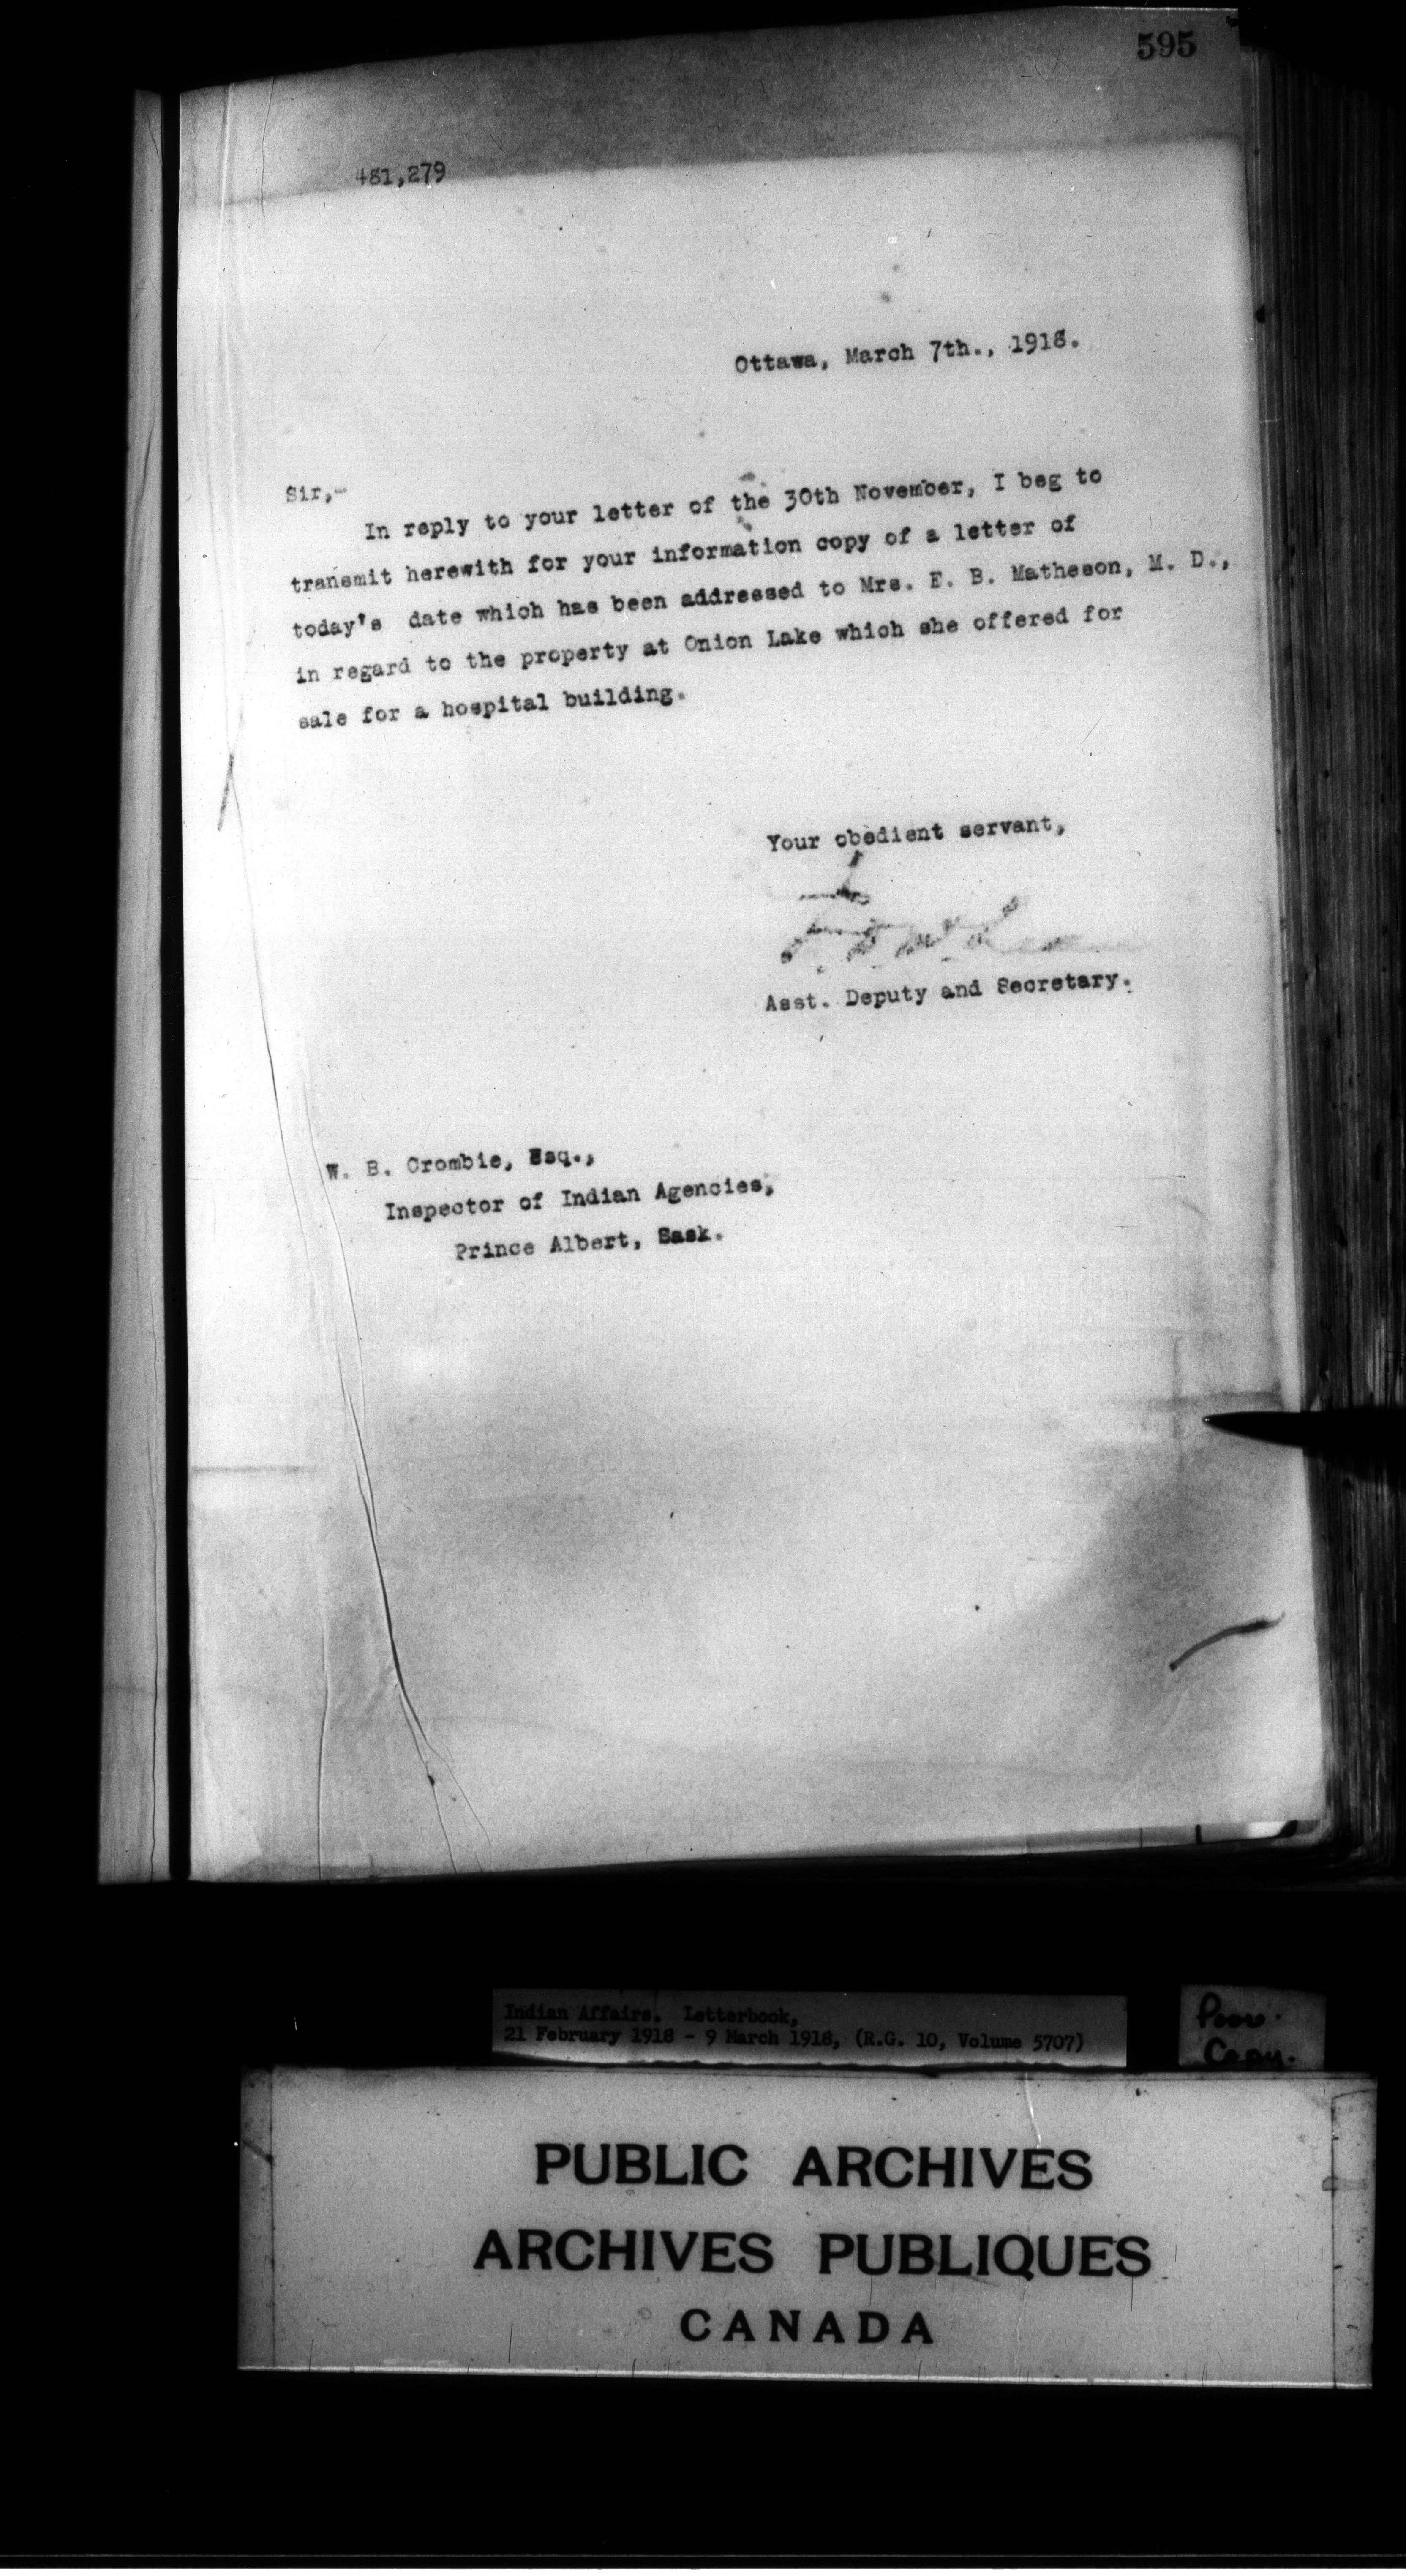 595
481,279
Ottawa, March 7th., 1918.
Sir,-
In reply to your letter of the 30th November, I beg to
transmit herewith for your information copy of a letter of
today's date which has been addressed to Mrs. E. B. Matheson, M. D.,
in regard to the property at Onion Lake which she offered for
sale for a hospital building.
Your obedient servant,
Asst. Deputy and Secretary.
W. B. Crombie, Esq.,
Inspector of Indian Agencies,
Prince Albert, Sask.
Indian Affairs. Letterbook,
21 February 1918 - 9 March 1918, (R.G. 10, Volume 5707)
Poor
Copy.
PUBLIC ARCHIVES
ARCHIVES PUBLIQUES
CANADA